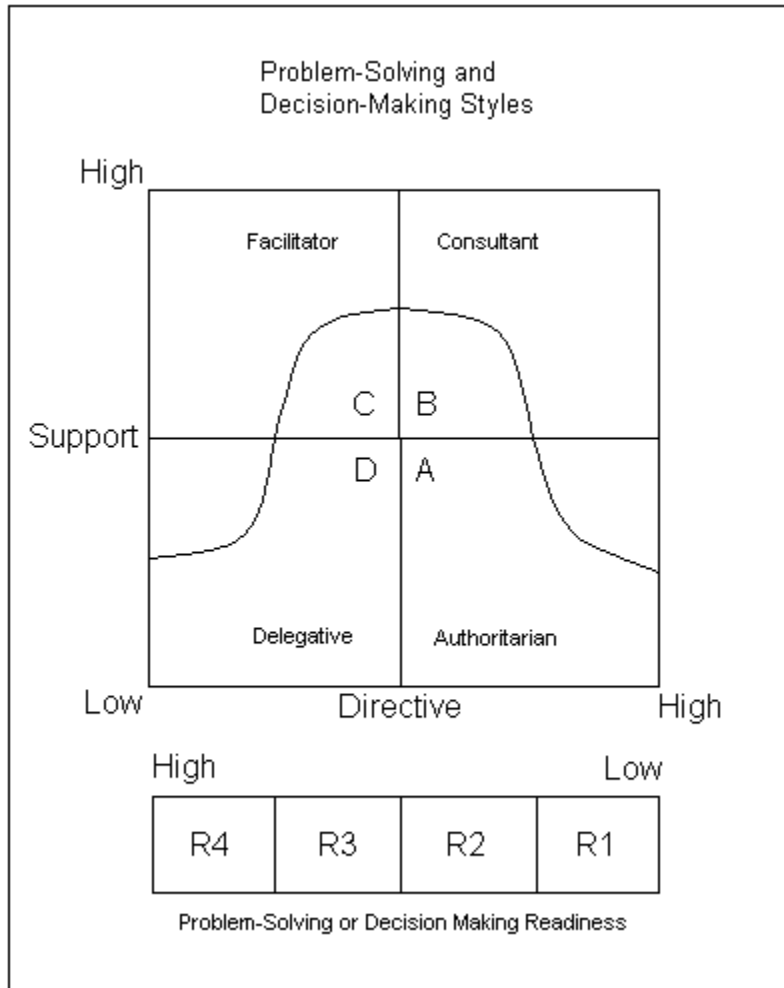 Problem-Solving and
Decision-Making Styles
High
Facilitator Consultant
C B
Support
D A
Delegative Authoritarian
Low Directive High
High Low
R4 R3 R2 R1
Problem-Solving or Decision Making Readiness